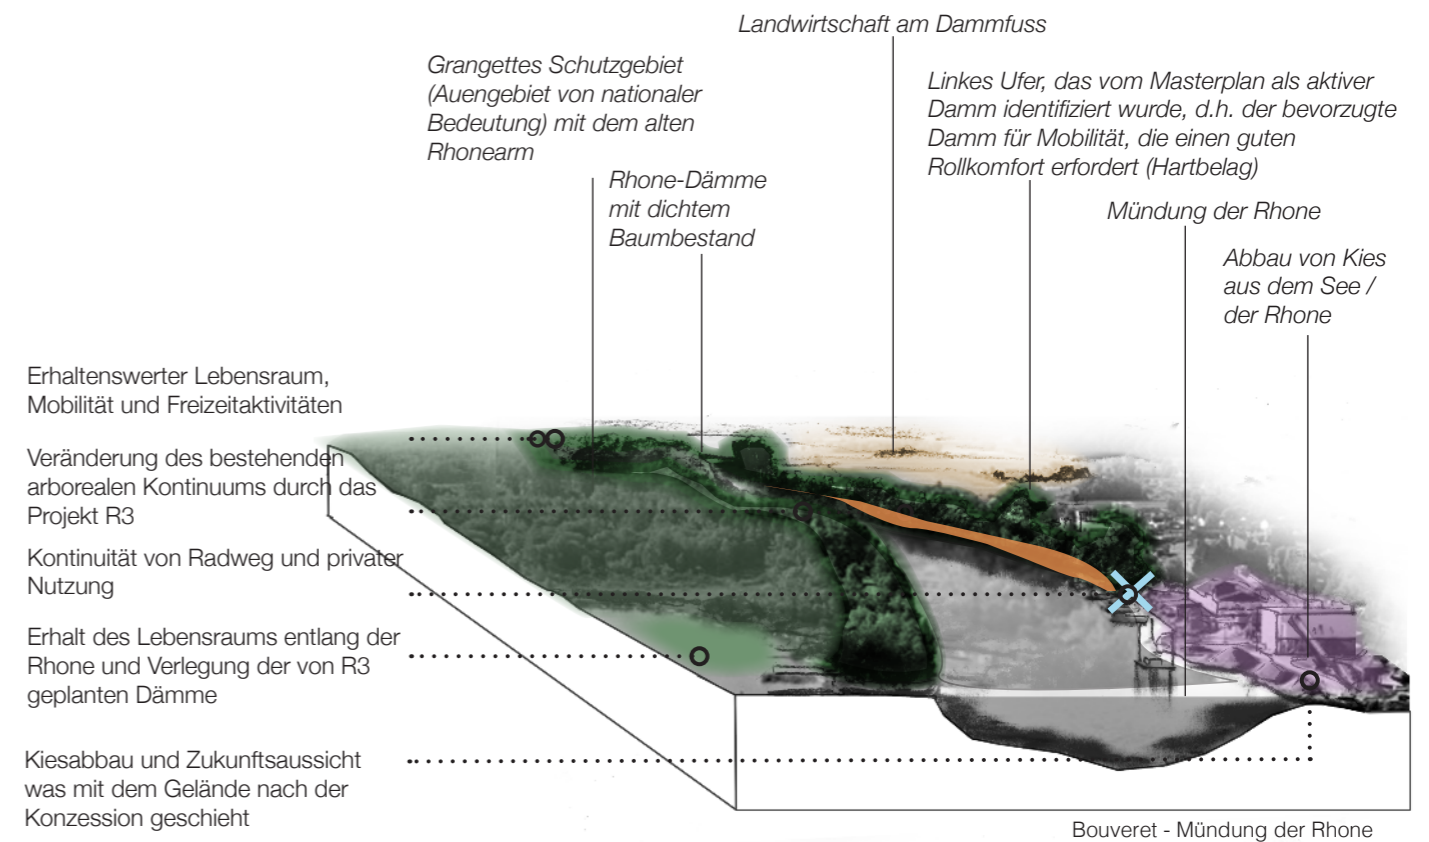 Landwirtschaft am Dammfuss
Grangettes Schutzgebiet
(Auengebiet von nationaler
Bedeutung) mit dem alten
Rhonearm
Linkes Ufer, das vom Masterplan als aktiver
Damm identifiziert wurde, d.h. der bevorzugte
Damm für Mobilität, die einen guten
Rollkomfort erfordert (Hartbelag)
Rhone-Dämme
mit dichtem
Baumbestand
Mündung der Rhone
Abbau von Kies
aus dem See /
der Rhone
Erhaltenswerter Lebensraum,
Mobilität und Freizeitaktivitäten
Veränderung des bestehenden
arborealen Kontinuums durch das
Projekt R3
Kontinuität von Radweg und privater
Nutzung
Erhalt des Lebensraums entlang der
Rhone und Verlegung der von R3
geplanten Dämme
Kiesabbau und Zukunftsaussicht
was mit dem Gelände nach der
Konzession geschieht
Bouveret - Mündung der Rhone